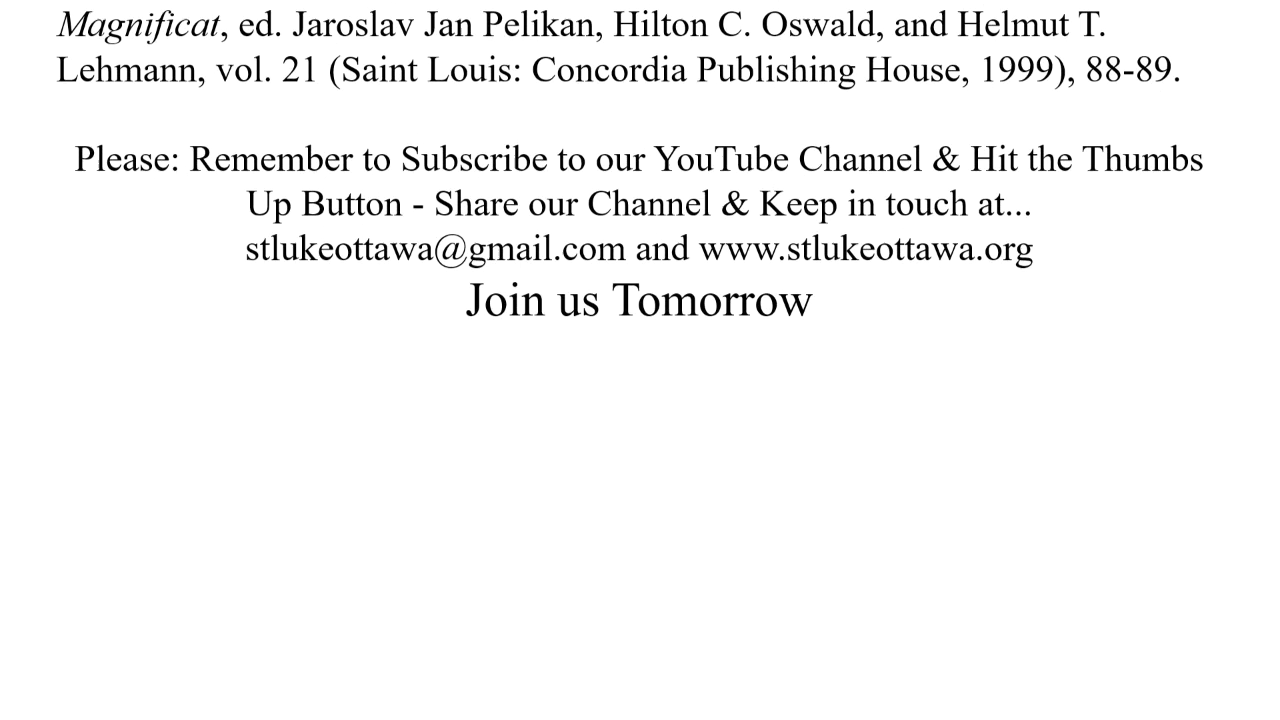 Magnificat, ed. Jaroslav Jan Pelikan, Hilton C. Oswald, and Helmut T.
Lehmann, vol. 21 (Saint Louis: Concordia Publishing House, 1999), 88-89.
Please: Remember to Subscribe to our YouTube Channel & Hit the Thumbs
Up Button - Share our Channel & Keep in touch at...
stlukeottawa@gmail.com and www.stlukeottawa.org
Join us Tomorrow